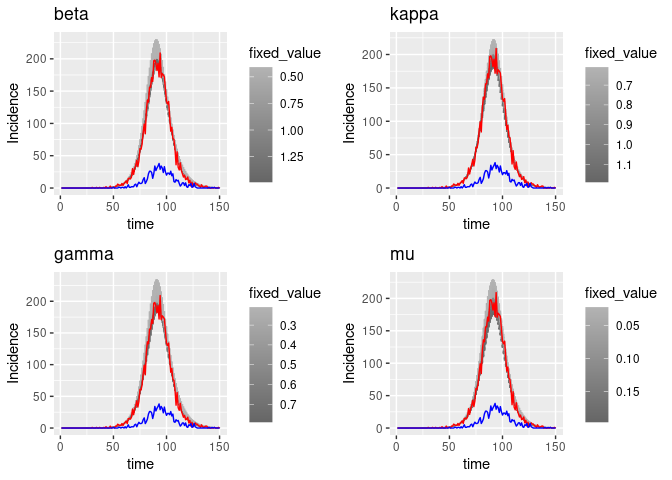 beta
Incidence
200
150
100
50
0
0 50 100 150
time
fixed_value
0.50
0.75
1.00
1.25
kappa
Incidence
200
150
100
50
0
0 50 100 150
time
fixed_value
0.7
0.8
0.9
1.0
1.1
gamma
Incidence
200
150
100
50
0
0 50 100 150
time
fixed_value
0.3
0.4
0.5
0.6
0.7
mu
Incidence
200
150
100
50
0
0 50 100 150
time
fixed_value
0.05
0.10
0.15